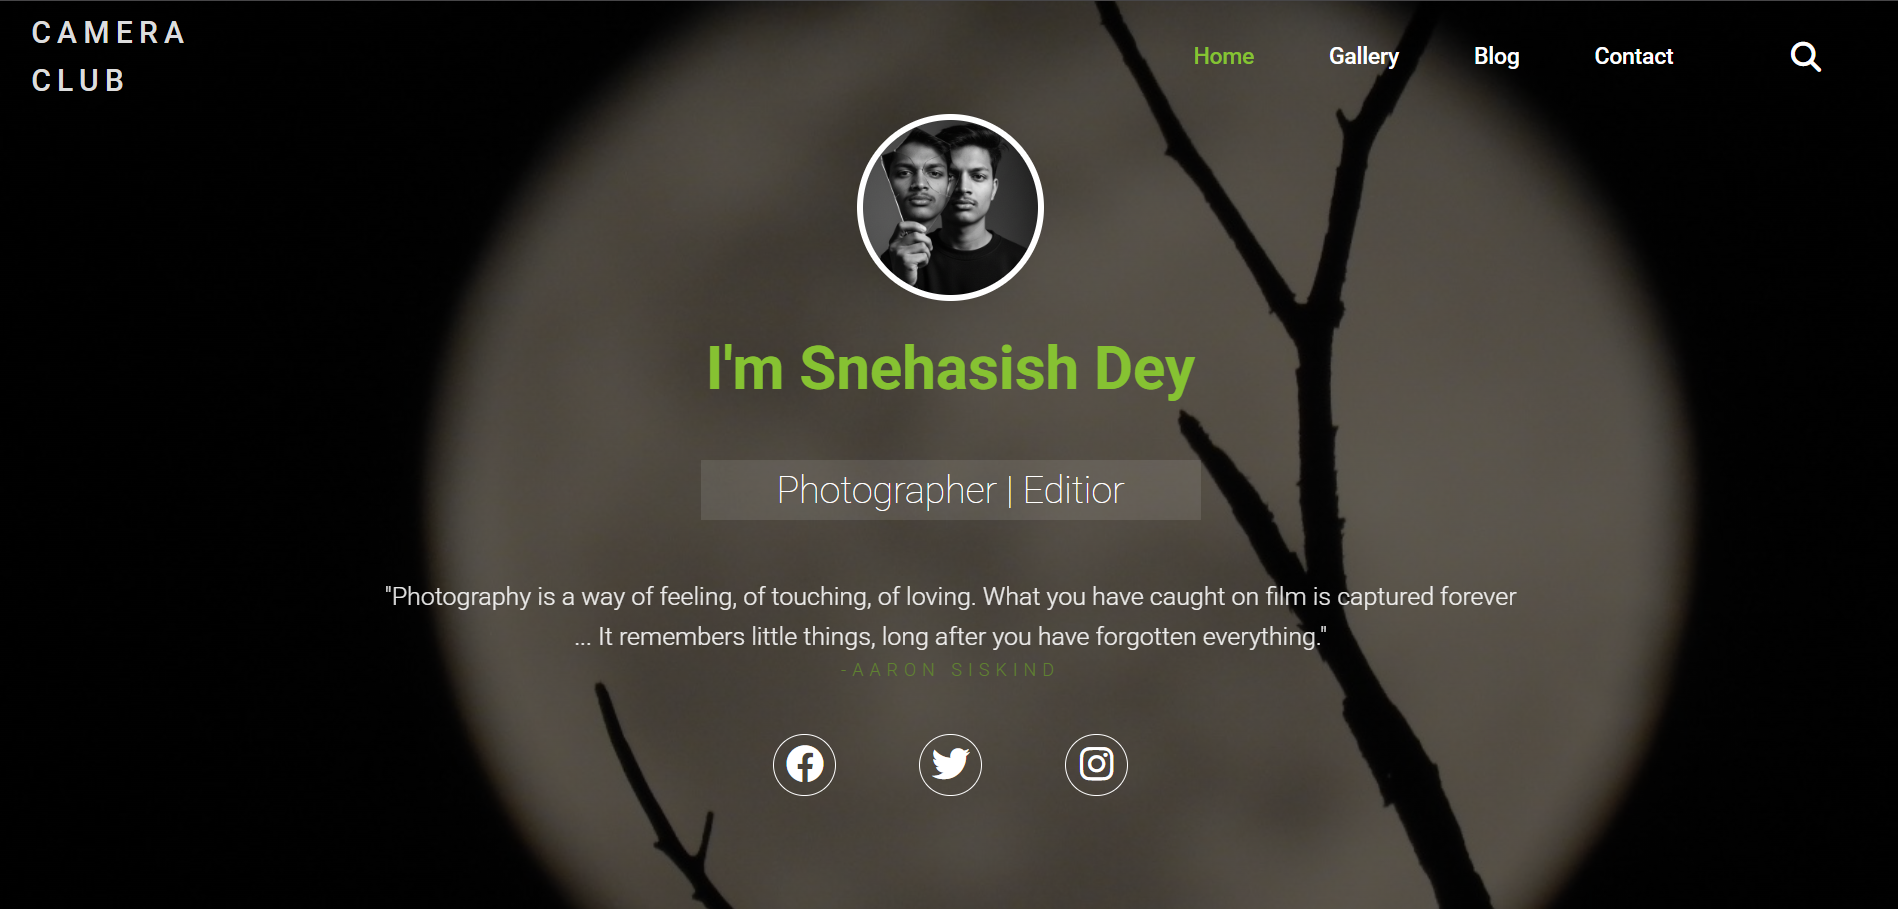 CAMERA
CLUB
Home Gallery Blog Contact
I'm Snehasish Dey
Photographer | Editior
"Photography is a way of feeling, of touching, of loving. What you have caught on film is captured forever
... It remembers little things, long after you have forgotten everything."
-AARON SISKIND